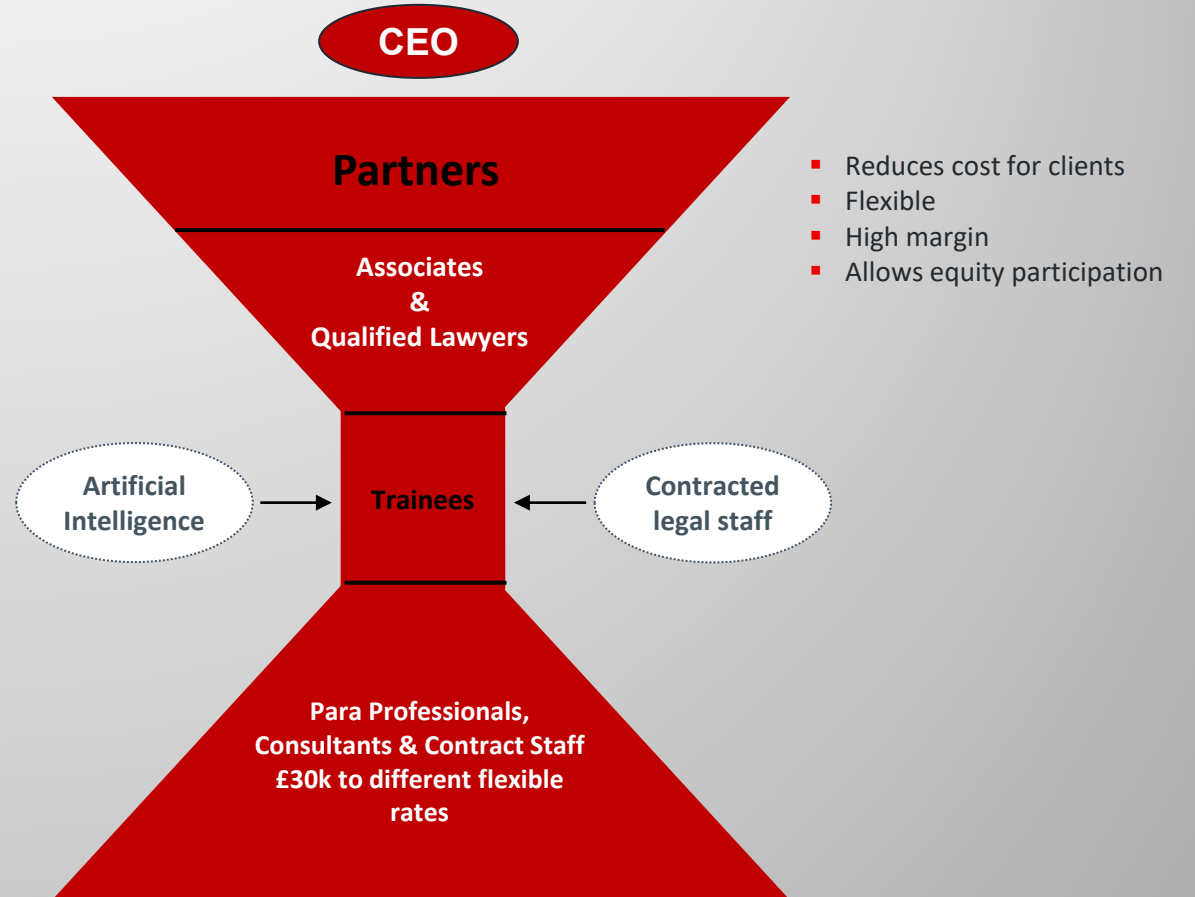 CEO
Partners
Associates
&
Qualified Lawyers
Artificial
Intelligence
Trainees
Contracted
legal staff
Para Professionals,
Consultants & Contract Staff
£30k to different flexible
rates
Reduces cost for clients
Flexible
High margin
Allows equity participation